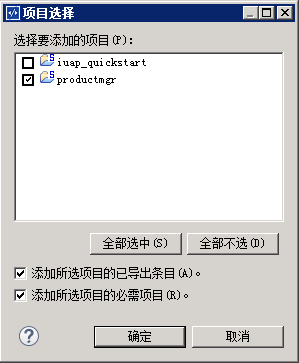 项目选择
选择要添加的项目(P):
iuap_quickstart
productmgr
全部选中(S)
全部不选(D)
添加所选项目的已导出条目(A)。
添加所选项目的必需项目(R)。
?
确定
取消